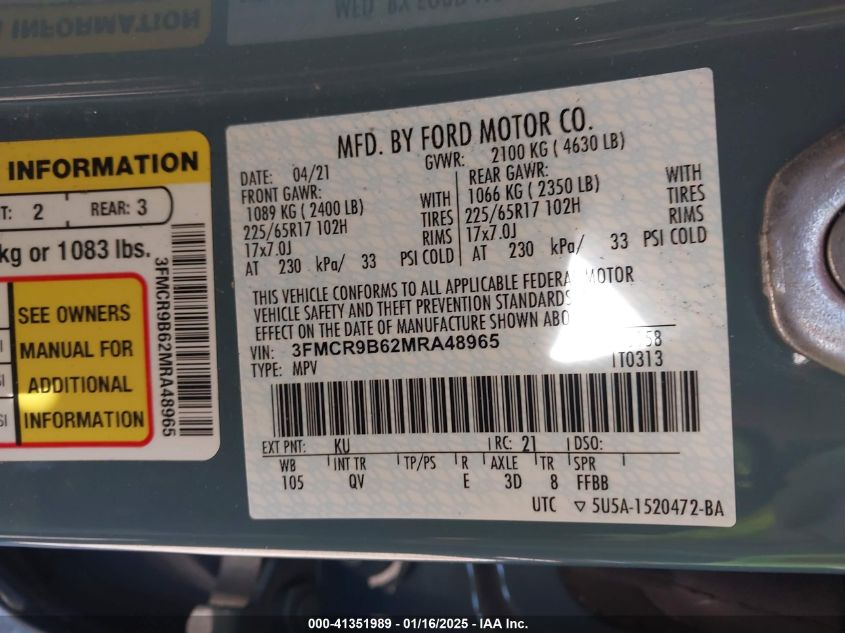 INFORMATION
MFD. BY FORD MOTOR CO.
DATE: 04/21 GVWR: 2100 KG ( 4630 LB)
FRONT GAWR: REAR GAWR:
1089 KG ( 2400 LB) WITH 1066 KG ( 2350 LB) WITH
225/65R17 102H TIRES 225/65R17 102H TIRES
17x7.0J RIMS 17x7.0J RIMS
AT 230 kPa/ 33 PSI COLD AT 230 kPa/ 33 PSI COLD
THIS VEHICLE CONFORMS TO ALL APPLICABLE FEDERAL MOTOR
VEHICLE SAFETY AND THEFT PREVENTION STANDARDS
EFFECT ON THE DATE OF MANUFACTURE SHOWN
VIN: 3FMCR9B62MRA48965
TYPE: MPV 1T0313
EXT PNT: KU RC: 21 DSO:
WB INT TR TP/PS R AXLE TR SPR
105 QV E 3D 8 FFBB
UTC ▽ 5U5A-1520472-BA
INFORMATION
2 REAR: 3
kg or 1083 lbs.
SEE OWNERS
MANUAL FOR
ADDITIONAL
INFORMATION
3FMCR9B62MRA48965
000-41351989 - 01/16/2025 - IAA Inc.